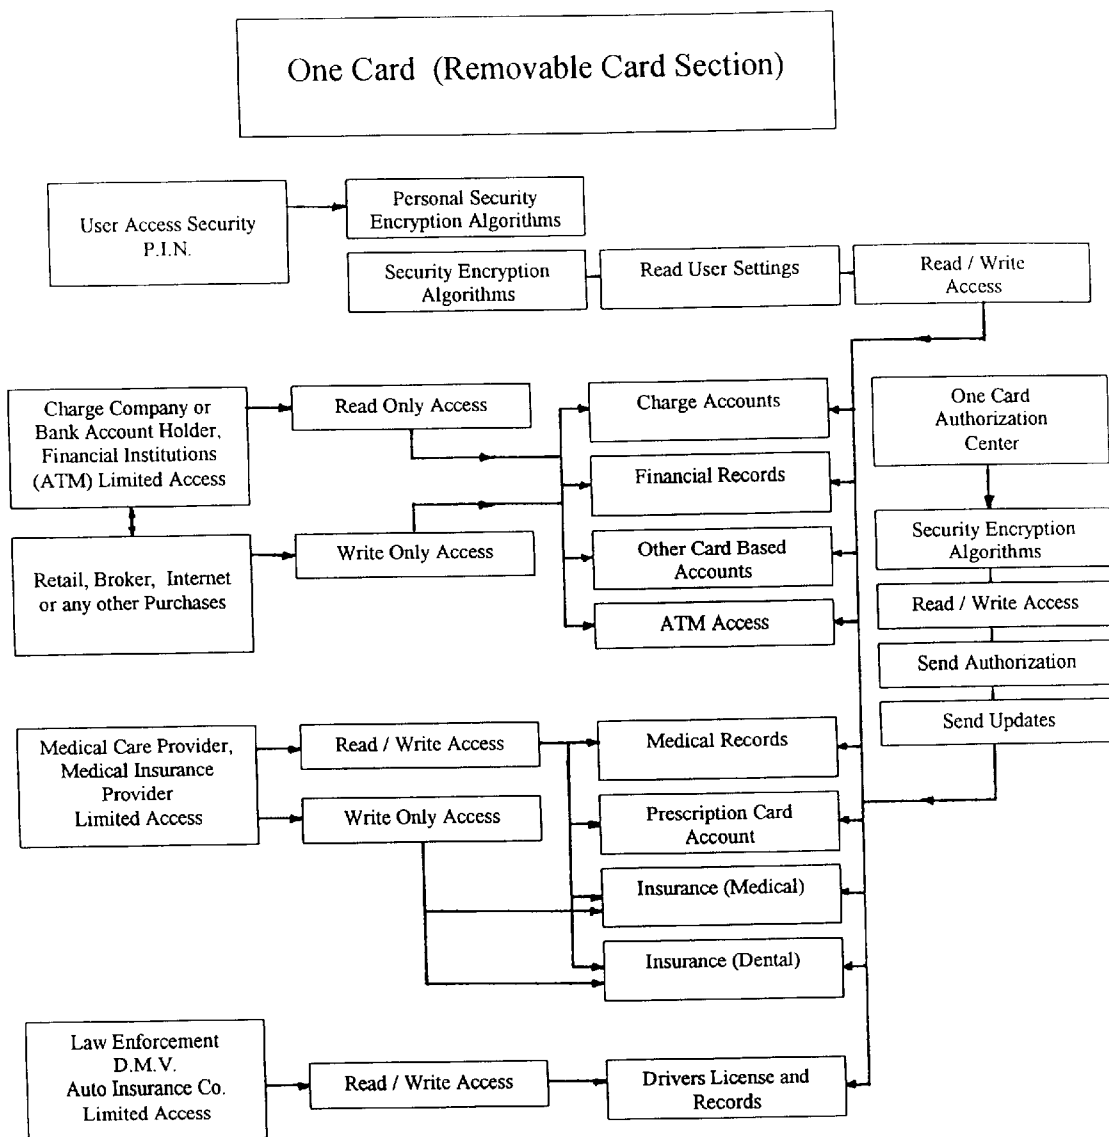 One Card (Removable Card Section)
User Access Security
P.I.N.
Personal Security
Encryption Algorithms
Security Encryption
Algorithms
Read User Settings
Read / Write
Access
Charge Company or
Bank Account Holder,
Financial Institutions
(ATM) Limited Access
Read Only Access
Charge Accounts
One Card
Authorization
Center
Financial Records
Retail, Broker, Internet
or any other Purchases
Write Only Access
Other Card Based
Accounts
Security Encryption
Algorithms
ATM Access
Read / Write Access
Send Authorization
Send Updates
Medical Care Provider,
Medical Insurance
Provider
Limited Access
Read / Write Access
Write Only Access
Medical Records
Prescription Card
Account
Insurance (Medical)
Insurance (Dental)
Law Enforcement
D.M.V.
Auto Insurance Co.
Limited Access
Read / Write Access
Drivers License and
Records